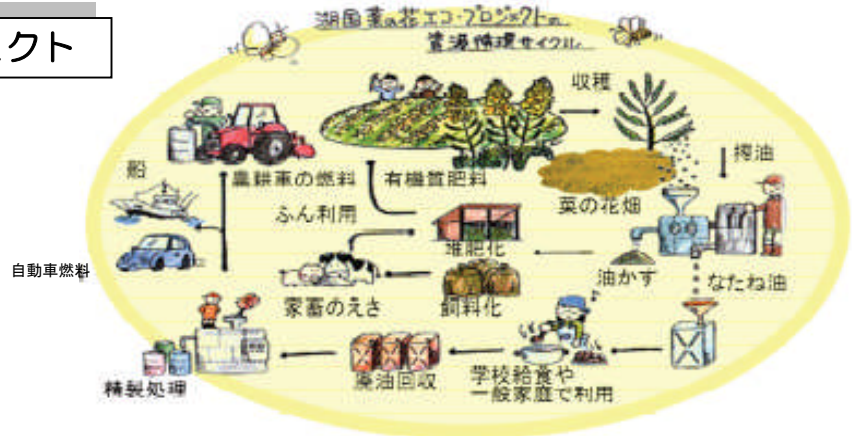 クト
湖国菜の花エコ・プロジェクトの
資源循環サイクル
収穫
搾油
船
農耕車の燃料
有機質肥料
菜の花畑
ふん利用
堆肥化
自動車燃料
油かす
なたね油
家畜のえさ
飼料化
精製処理
廃油回収
学校給食や
一般家庭で利用